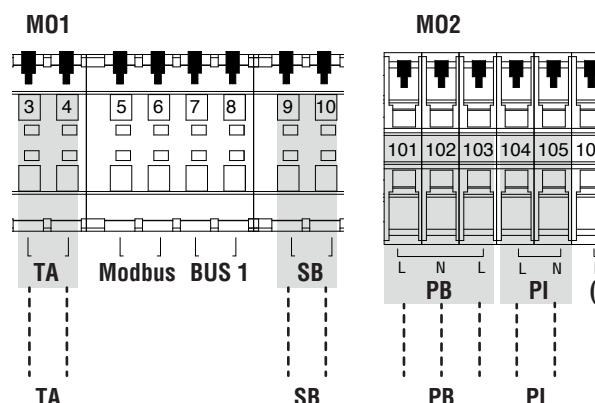 MO1 MO2
3 4 5 6 7 8 9 10 101 102 103 104 105
L N L L N
TA Modbus BUS 1 SB PB PI (
TA SB PB PI